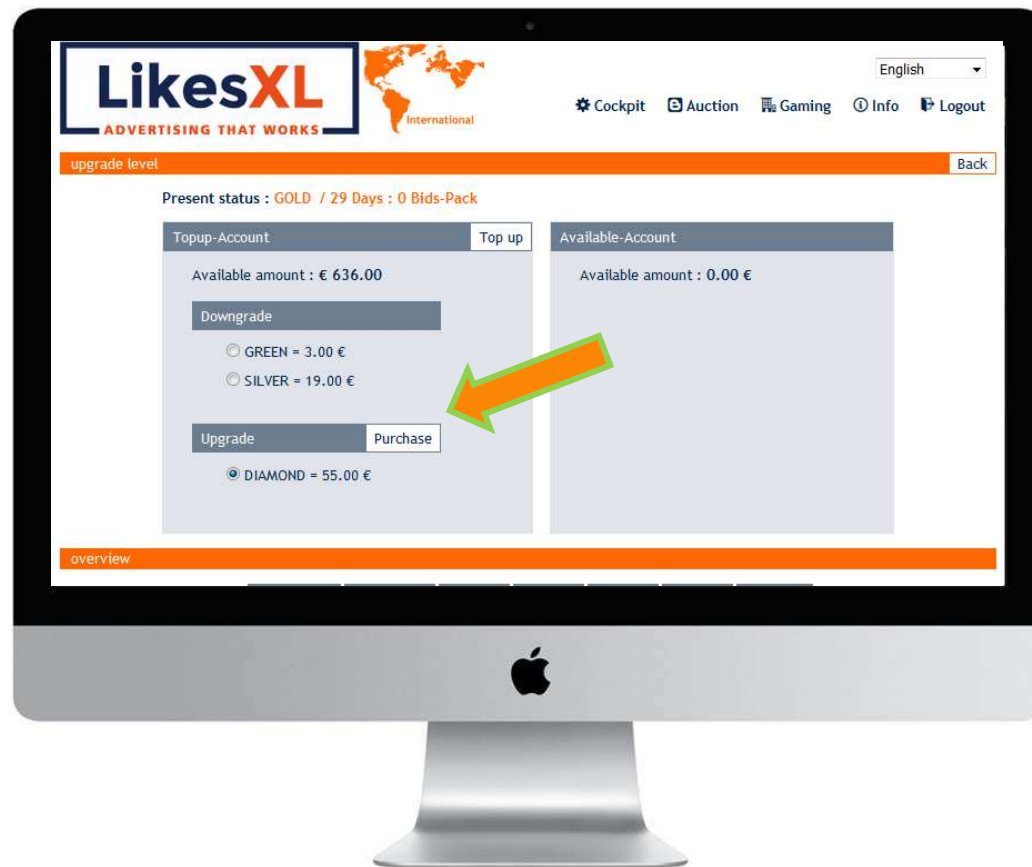 LikesXL
ADVERTISING THAT WORKS
International
English
Cockpit Auction Gaming Info Logout
upgrade level Back
Present status : GOLD / 29 Days : 0 Bids-Pack
Topup-Account Top up
Available-Account
Available amount : € 636.00
Available amount : 0.00 €
Downgrade
GREEN = 3.00 €
SILVER = 19.00 €
Upgrade Purchase
DIAMOND = 55.00 €
overview